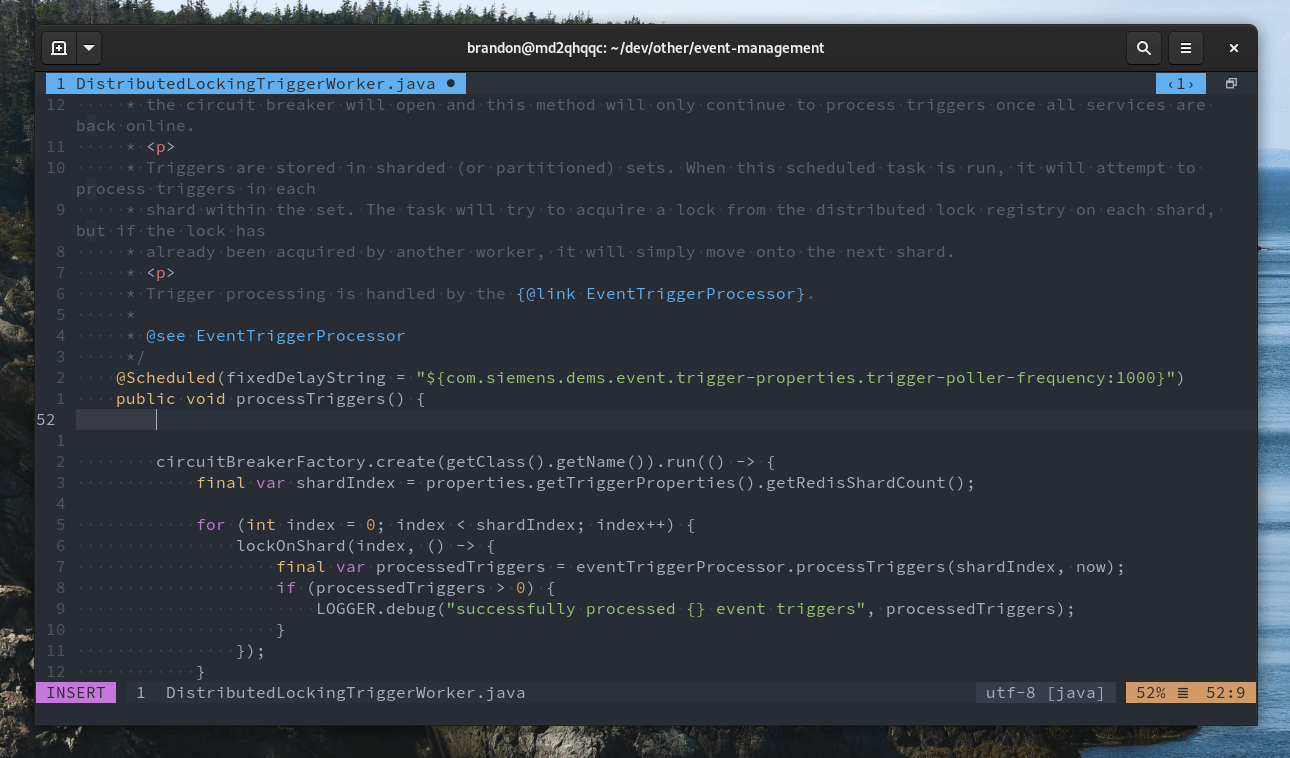 brandon@md2qhqqc: ~/dev/other/event-management
1 DistributedLockingTriggerWorker.java ● ‹1›
12 * the circuit breaker will open and this method will only continue to process triggers once all services are
back online.
11 * <p>
10 * Triggers are stored in sharded (or partitioned) sets. When this scheduled task is run, it will attempt to
process triggers in each
9 * shard within the set. The task will try to acquire a lock from the distributed lock registry on each shard,
but if the lock has
8 * already been acquired by another worker, it will simply move onto the next shard.
7 * <p>
6 * Trigger processing is handled by the {@link EventTriggerProcessor}.
5 *
4 * @see EventTriggerProcessor
3 */
2 @Scheduled(fixedDelayString = "${com.siemens.dems.event.trigger-properties.trigger-poller-frequency:1000}")
1 public void processTriggers() {
52
1
2 circuitBreakerFactory.create(getClass().getName()).run(() -> {
3 final var shardIndex = properties.getTriggerProperties().getRedisShardCount();
4
5 for (int index = 0; index < shardIndex; index++) {
6 lockOnShard(index, () -> {
7 final var processedTriggers = eventTriggerProcessor.processTriggers(shardIndex, now);
8 if (processedTriggers > 0) {
9 LOGGER.debug("successfully processed {} event triggers", processedTriggers);
10 }
11 });
12 }
INSERT 1 DistributedLockingTriggerWorker.java utf-8 [java] 52% ≡ 52:9